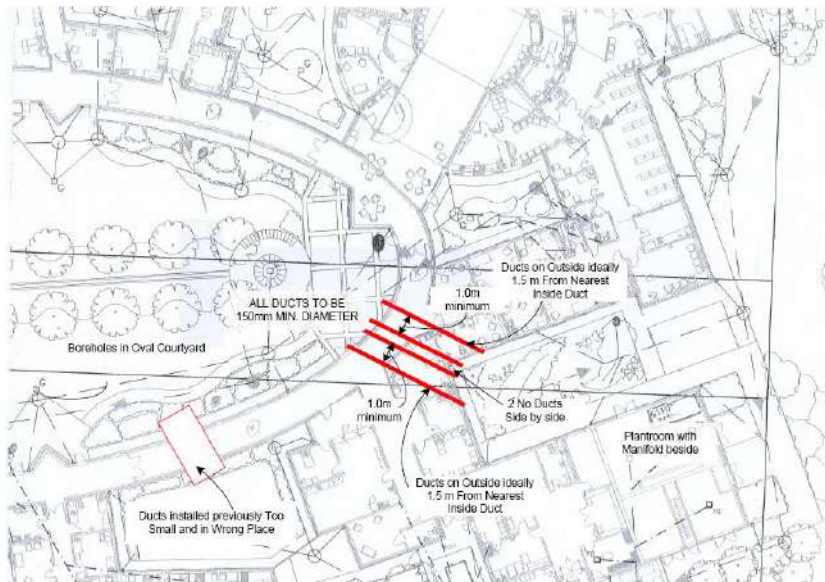 Ducts on Outside ideally
1.5 m From Nearest
Inside Duct
1.0m
minimum
ALL DUCTS TO BE
150mm MIN. DIAMETER
Boreholes in Oval Courtyard
1.0m
minimum
2 No Ducts
Side by side
Plantroom with
Manifold beside
Ducts on Outside ideally
1.5 m From Nearest
Inside Duct
Ducts installed previously Too
Small and in Wrong Place